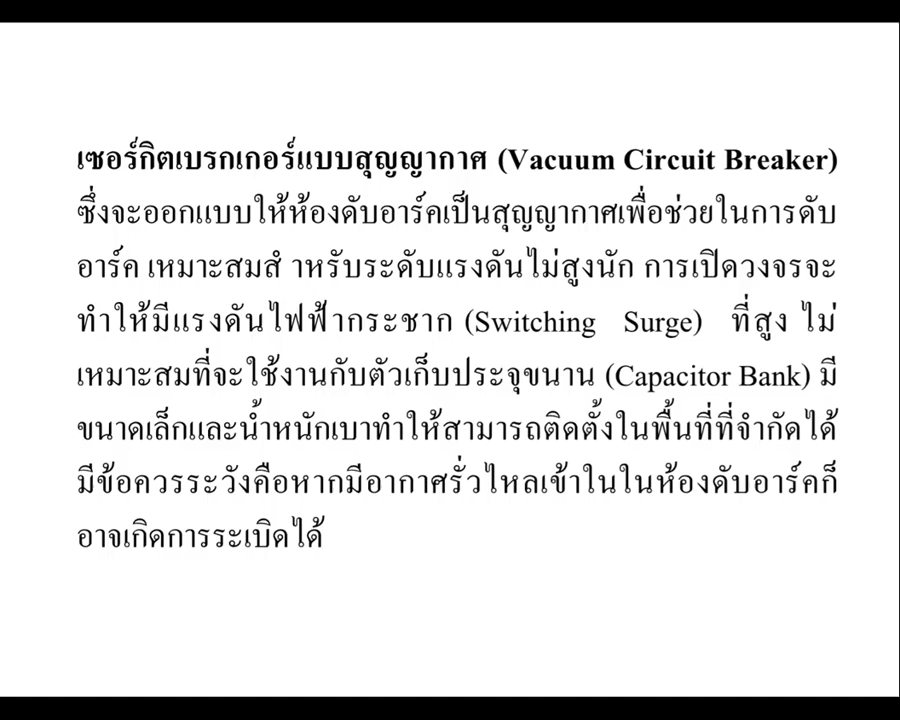 เซอร์กิตเบรกเกอร์แบบสุญญากาศ (Vacuum Circuit Breaker)
ซึ่งจะออกแบบให้ห้องดับอาร์คเป็นสุญญากาศเพื่อช่วยในการดับ
อาร์ค เหมาะสมสํ าหรับระดับแรงดันไม่สูงนัก การเปิดวงจรจะ
ทำให้มีแรงดันไฟฟ้ากระชาก (Switching Surge) ที่สูง ไม่
เหมาะสมที่จะใช้งานกับตัวเก็บประจุขนาน (Capacitor Bank) มี
ขนาดเล็กและน้ำหนักเบาทำให้สามารถติดตั้งในพื้นที่ที่จำกัดได้
มีข้อควรระวังคือหากมีอากาศรั่วไหลเข้าในในห้องดับอาร์คก็
อาจเกิดการระเบิดได้